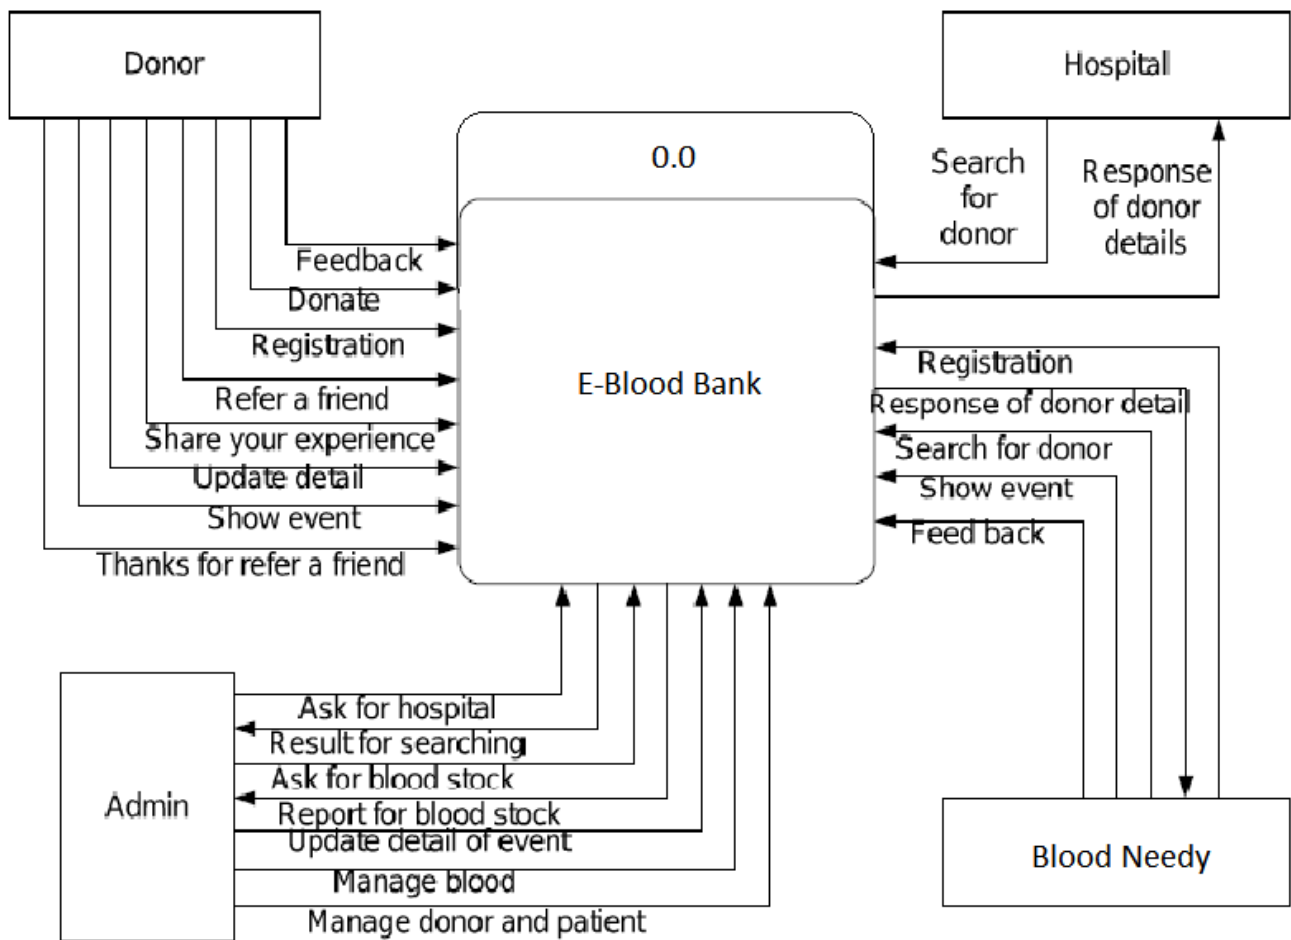 Donor
Hospital
0.0
Search
for
donor
Response
of donor
details
Feedback
Donate
Registration
Refer a friend
Share your experience
Update detail
Show event
Thanks for refer a friend
E-Blood Bank
Registration
Response of donor detail
Search for donor
Show event
Feed back
Admin
Ask for hospital
Result for searching
Ask for blood stock
Report for blood stock
Update detail of event
Manage blood
Manage donor and patient
Blood Needy